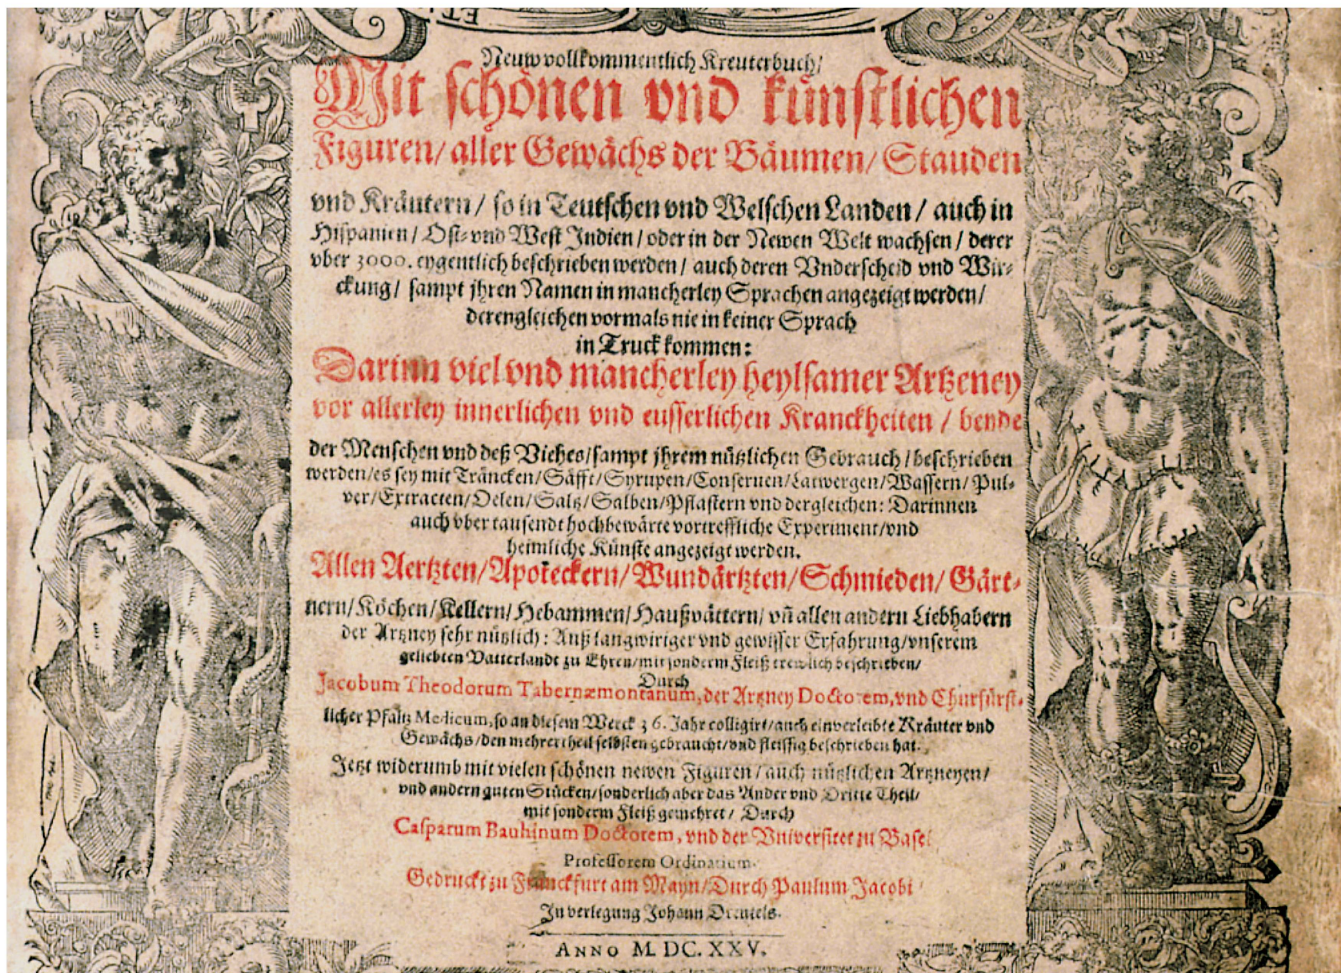 Neuw vollkommentlich Kreuterbuch/
Mit schönen vnd künstlichen
Figuren/ aller Gewächs der Bäumen/ Stauden
vnd Kräutern/ so in Teutschen vnd Welschen Landen/ auch in
Hispanien/ Ost- vnd West Indien/ oder in der Newen Welt wachsen/ derer
vber 3000. eygentlich beschrieben werden/ auch deren Vnderscheid vnd Wir-
ckung/ sampt jhren Namen in mancherley Sprachen angezeigt werden/
derengleichen vormals nie in keiner Sprach
in Truck kommen:
Darinn viel vnd mancherley heylsamer Artzeney
vor allerley innerlichen vnd eusserlichen Kranckheiten/ beyde
der Menschen vnd deß Viehes/ sampt jhrem nützlichen Gebrauch/ beschrieben
werden/ es sey mit Träncken/ Säfft/ Syrupen/ Conseruen/ Latwergen/ Wassern/ Pul-
ver/ Extracten/ Oelen/ Saltz/ Salben/ Pflastern vnd dergleichen: Darinnen
auch vber tausendt hochbewärte vortreffliche Experiment/ vnd
heimliche Künste angezeigt werden.
Allen Aertzten/ Apoteckern/ Wundärtzten/ Schmieden/ Gärt-
nern/ Köchen/ Kellern/ Hebammen/ Haußvättern/ vñ allen andern Liebhabern
der Artzney sehr nützlich: Auß langwiriger vnd gewisser Erfahrung/ vnserem
geliebten Vatterlandt zu Ehren/ mit sonderm Fleiß trewlich beschrieben/
Durch
Jacobum Theodorum Tabernæmontanum, der Artzney Doctorem, vnd Churfürst-
licher Pfaltz Medicum, so an diesem Werck 36. Jahr colligirt/ auch einverleibte Kräuter vnd
Gewächs/ den mehrertheil selbsten gebraucht/ vnd fleissig beschrieben hat.
Jetzt widerumb mit vielen schönen newen Figuren/ auch nützlichen Artzneyen/
vnd andern guten Stücken/ sonderlich aber das Ander vnd Dritte Theil/
mit sonderm Fleiß gemehret/ Durch
Casparum Bauhinum Doctorem, vnd der Vniversitet zu Basel
Professorem Ordinarium.
Gedruckt zu Franckfurt am Mayn/ Durch Paulum Jacobi/
In verlegung Johann Dreutels.
ANNO M. DC. XXV.